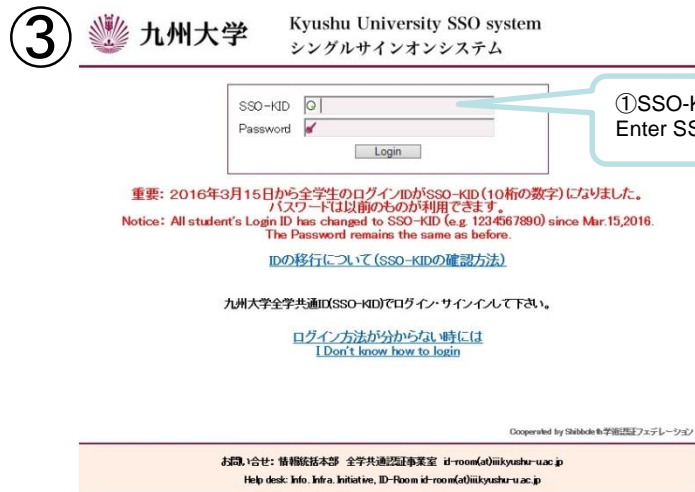 ③
九州大学
Kyushu University SSO system
シングルサインオンシステム
SSO-KID
Password
Login
①SSO-K
Enter SS
重要: 2016年3月15日から全学生のログインIDがSSO-KID(10桁の数字)になりました。
パスワードは以前のものが利用できます。
Notice: All student's Login ID has changed to SSO-KID (e.g. 1234567890) since Mar.15,2016.
The Password remains the same as before.
IDの移行について(SSO-KIDの確認方法)
九州大学全学共通ID(SSO-KID)でログイン・サインインして下さい。
ログイン方法が分からない時には
I Don't know how to login
Cooperated by Shibboleth学術認証フェデレーション
お問い合せ: 情報統括本部 全学共通認証事業室 id-room(at)iii.kyushu-u.ac.jp
Help desk: Info. Infra. Initiative, ID-Room id-room(at)iii.kyushu-u.ac.jp